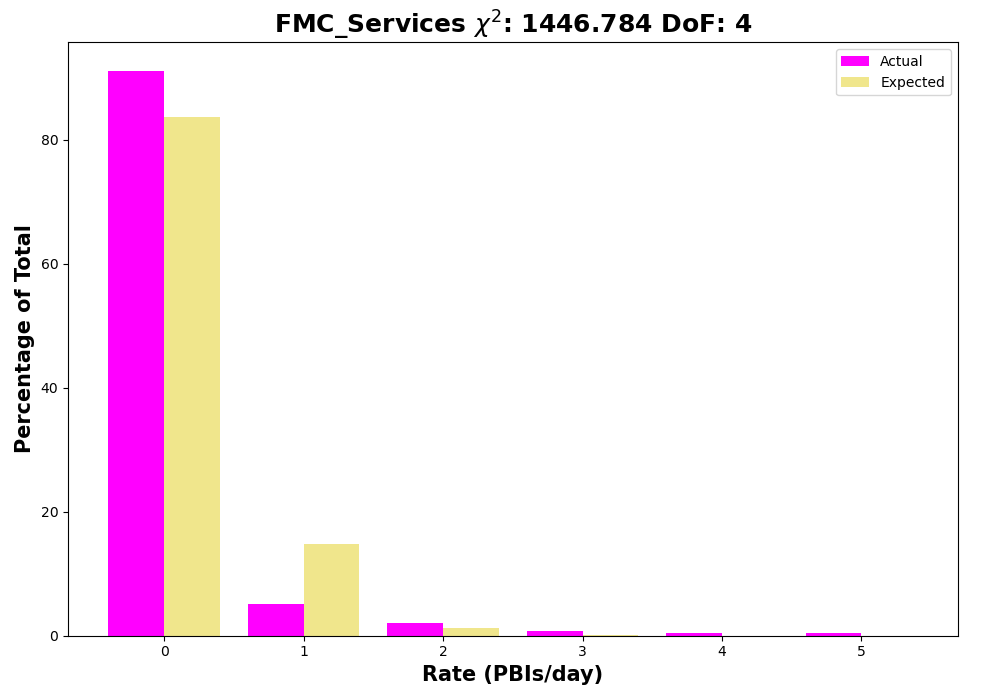 FMC_Services χ²: 1446.784 DoF: 4
Actual
Expected
Percentage of Total
80
60
40
20
0
0 1 2 3 4 5
Rate (PBIs/day)